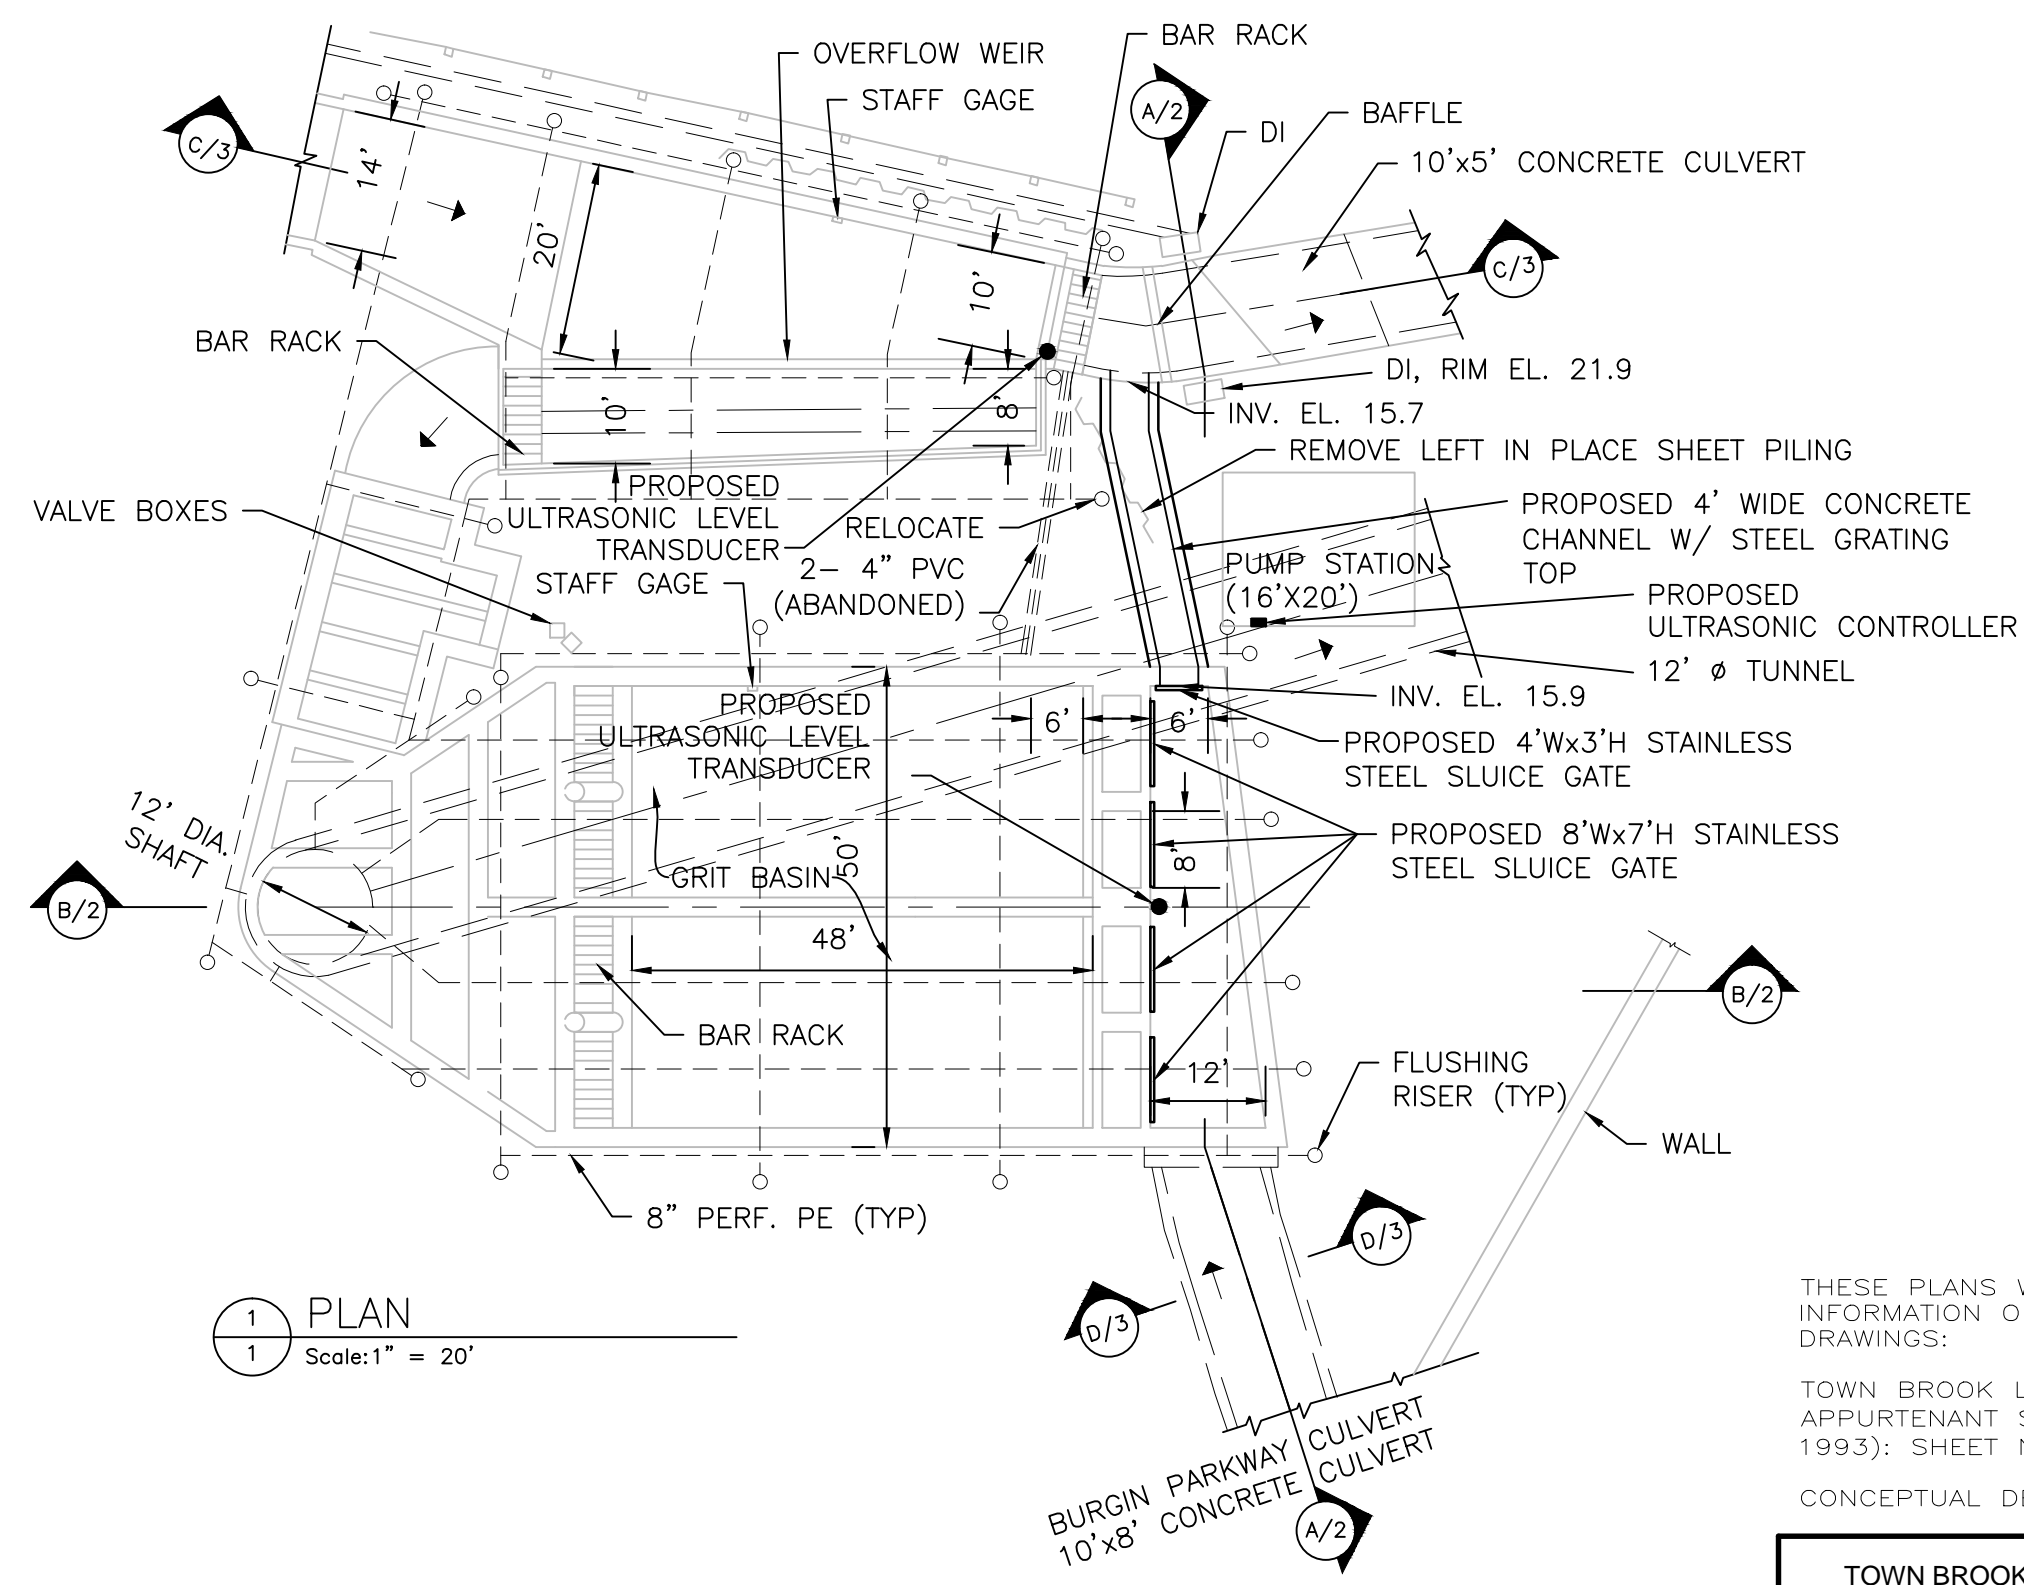 BAR RACK
OVERFLOW WEIR
STAFF GAGE
A/2
BAFFLE
DI
10'x5' CONCRETE CULVERT
C/3
14'
20'
10'
C/3
BAR RACK
DI, RIM EL. 21.9
10'
8'
INV. EL. 15.7
REMOVE LEFT IN PLACE SHEET PILING
VALVE BOXES
PROPOSED
ULTRASONIC LEVEL
TRANSDUCER
RELOCATE
PROPOSED 4' WIDE CONCRETE
CHANNEL W/ STEEL GRATING
TOP
2- 4" PVC
(ABANDONED)
STAFF GAGE
PUMP STATION
(16'X20')
PROPOSED
ULTRASONIC CONTROLLER
12' ø TUNNEL
INV. EL. 15.9
PROPOSED
ULTRASONIC LEVEL
TRANSDUCER
6'
6'
PROPOSED 4'Wx3'H STAINLESS
STEEL SLUICE GATE
12' DIA.
SHAFT
50'
8'
PROPOSED 8'Wx7'H STAINLESS
STEEL SLUICE GATE
GRIT BASIN
B/2
48'
B/2
BAR RACK
12'
FLUSHING
RISER (TYP)
WALL
8" PERF. PE (TYP)
D/3
D/3
1
1
PLAN
Scale:1" = 20'
BURGIN PARKWAY CULVERT
10'x8' CONCRETE CULVERT
A/2
THESE PLANS
INFORMATION
DRAWINGS:
TOWN BROOK
APPURTENANT
1993): SHEET
CONCEPTUAL
TOWN BROOK